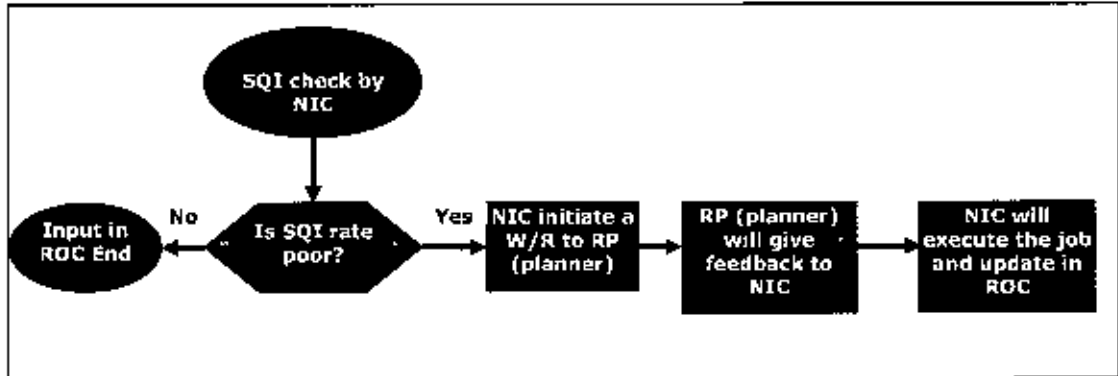 SQI check by
NIC
No
Input in
ROC End
Is SQI rate
poor?
Yes
NIC initiate a
W/R to RP
(planner)
RP (planner)
will give
feedback to
NIC
NIC will
execute the job
and update in
ROC